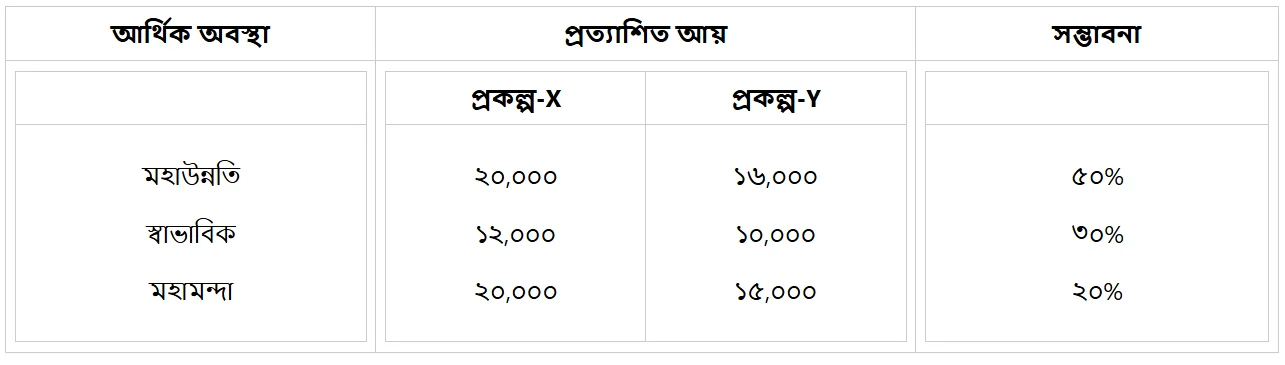 আর্থিক অবস্থা প্রত্যাশিত আয় সম্ভাবনা
প্রকল্প-X প্রকল্প-Y
মহাউন্নতি ২০,০০০ ১৬,০০০ ৫০%
স্বাভাবিক ১২,০০০ ১০,০০০ ৩০%
মহামন্দা ২০,০০০ ১৫,০০০ ২০%